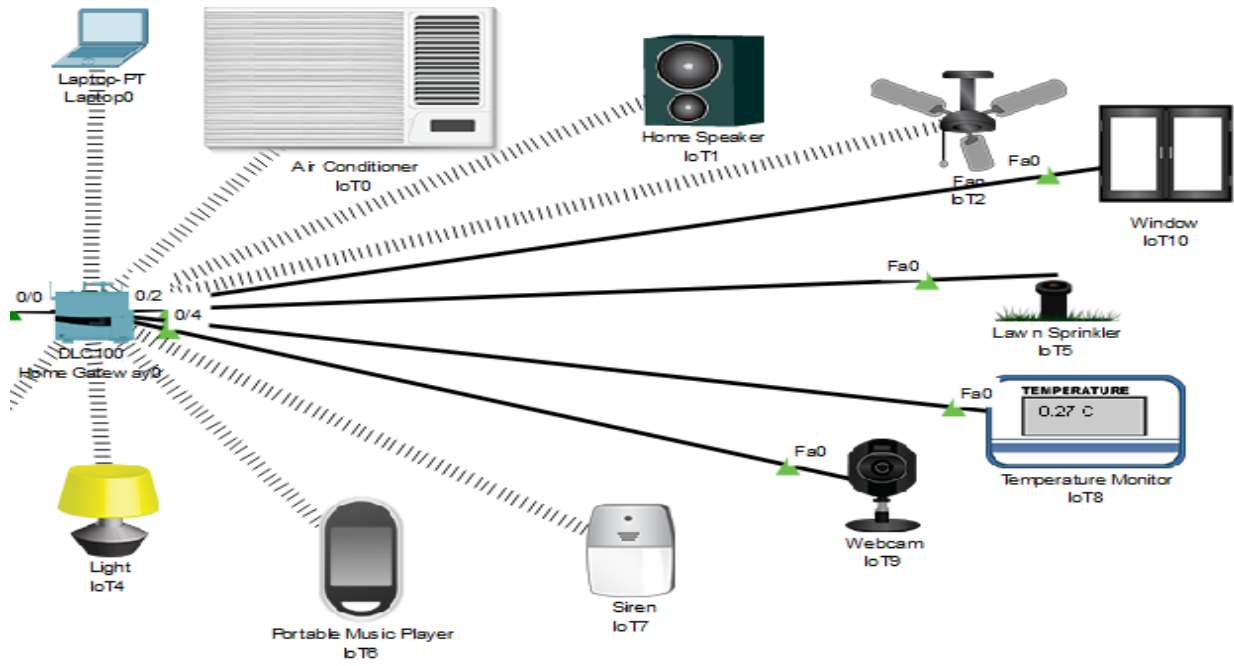 Laptop-PT
Laptop0
Air Conditioner
IoT0
Home Speaker
IoT1
Fan
IoT2
Fa0
Window
IoT10
0/0
0/2
0/4
DLC100
Home Gateway0
Fa0
Lawn Sprinkler
IoT5
Fa0
TEMPERATURE
0.27 C
Temperature Monitor
IoT8
Fa0
Webcam
IoT9
Light
IoT4
Portable Music Player
IoT6
Siren
IoT7